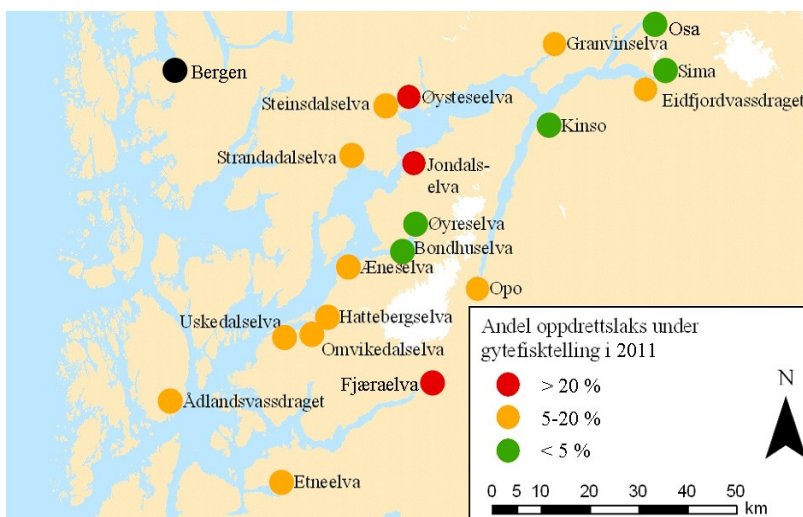 Osa
Granvinselva
Bergen
Sima
Steinsdalselva
Øysteseelva
Eidfjordvassdraget
Kinso
Strandadalselva
Jondals-
elva
Øyreselva
Bondhuselva
Æneselva
Opo
Hattebergselva
Uskedalselva
Omvikedalselva
Fjæraelva
Ådlandsvassdraget
Etneelva
Andel oppdrettslaks under
gytefisktelling i 2011
> 20 %
5-20 %
< 5 %
N
0 5 10 20 30 40 50
km